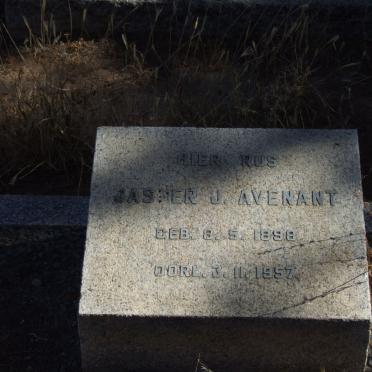 HIER RUS
JASPER J. AVENANT
GEB. 8. 5. 1898
OORL. 3. 11. 1957